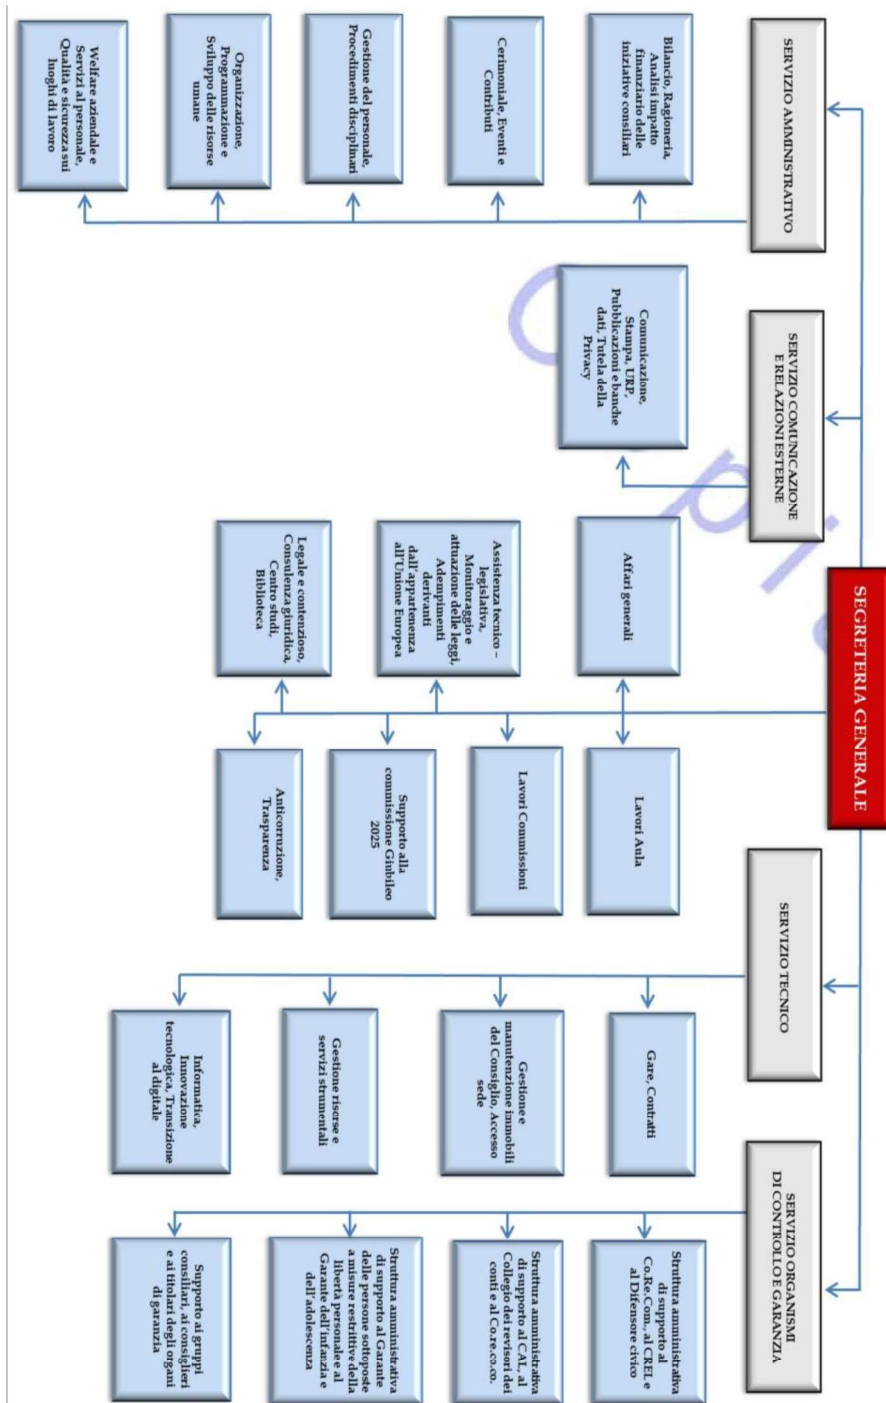 SEGRETERIA GENERALE
SERVIZIO AMMINISTRATIVO
Bilancio, Ragioneria,
Analisi impatto
finanziario delle
iniziative consiliari
Cerimoniale, Eventi e
Contributi
Gestione del personale,
Procedimenti disciplinari
Organizzazione,
Programmazione e
Sviluppo delle risorse
umane
Welfare aziendale e
Servizi al personale,
Qualità e sicurezza sui
luoghi di lavoro
SERVIZIO COMUNICAZIONE
E RELAZIONI ESTERNE
Comunicazione,
Stampa, URP,
Pubblicazioni e banche
dati, Tutela della
Privacy
Affari generali
Assistenza tecnico –
legislativa,
Monitoraggio e
attuazione delle leggi,
Adempimenti
derivanti
dall'appartenenza
all'Unione Europea
Legale e contenzioso,
Consulenza giuridica,
Centro studi,
Biblioteca
Lavori Aula
Lavori Commissioni
Supporto alla
commissione Giubileo
2025
Anticorruzione,
Trasparenza
SERVIZIO TECNICO
Gare, Contratti
Gestione e
manutenzione immobili
del Consiglio, Accesso
sede
Gestione risorse e
servizi strumentali
Informatica,
Innovazione
tecnologica, Transizione
al digitale
SERVIZIO ORGANISMI
DI CONTROLLO E GARANZIA
Struttura amministrativa
di supporto al
Co.Re.Com., al CREL e
al Difensore civico
Struttura amministrativa
di supporto al CAL, al
Collegio dei revisori dei
conti e al Co.re.co.co.
Struttura amministrativa
di supporto al Garante
delle persone sottoposte
a misure restrittive della
libertà personale e al
Garante dell'infanzia e
dell'adolescenza
Supporto ai gruppi
consiliari, ai consiglieri
e ai titolari degli organi
di garanzia
Copia